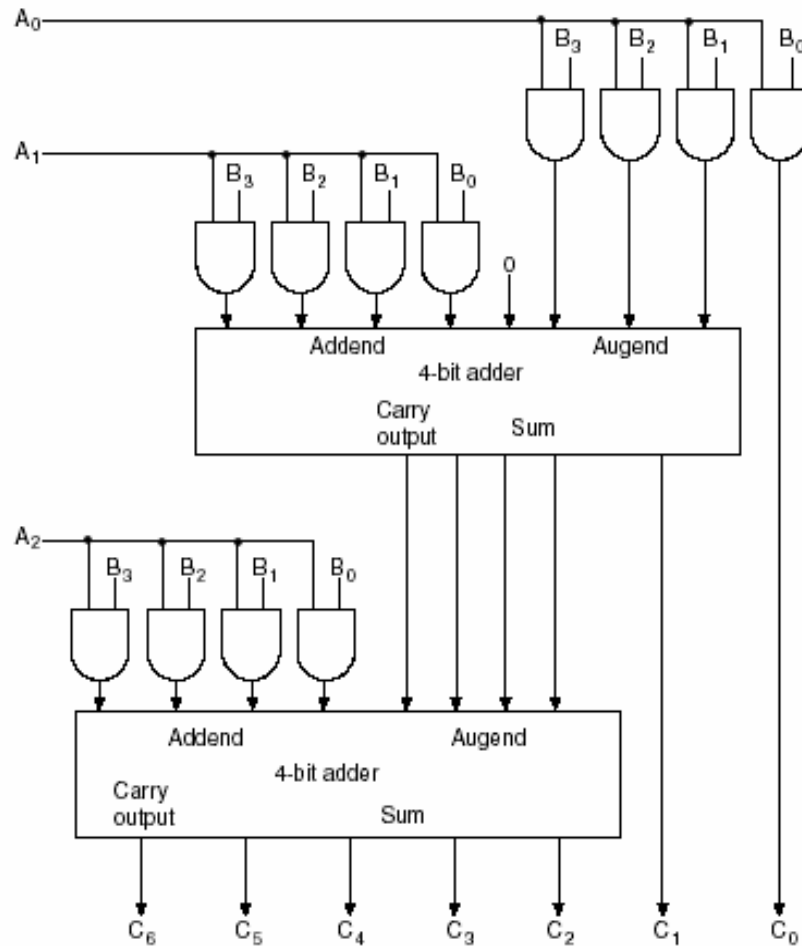 A₀
B₃ B₂ B₁ B₀
A₁
B₃ B₂ B₁ B₀
0
Addend Augend
4-bit adder
Carry output Sum
A₂
B₃ B₂ B₁ B₀
Addend Augend
4-bit adder
Carry output Sum
C₆ C₅ C₄ C₃ C₂ C₁ C₀